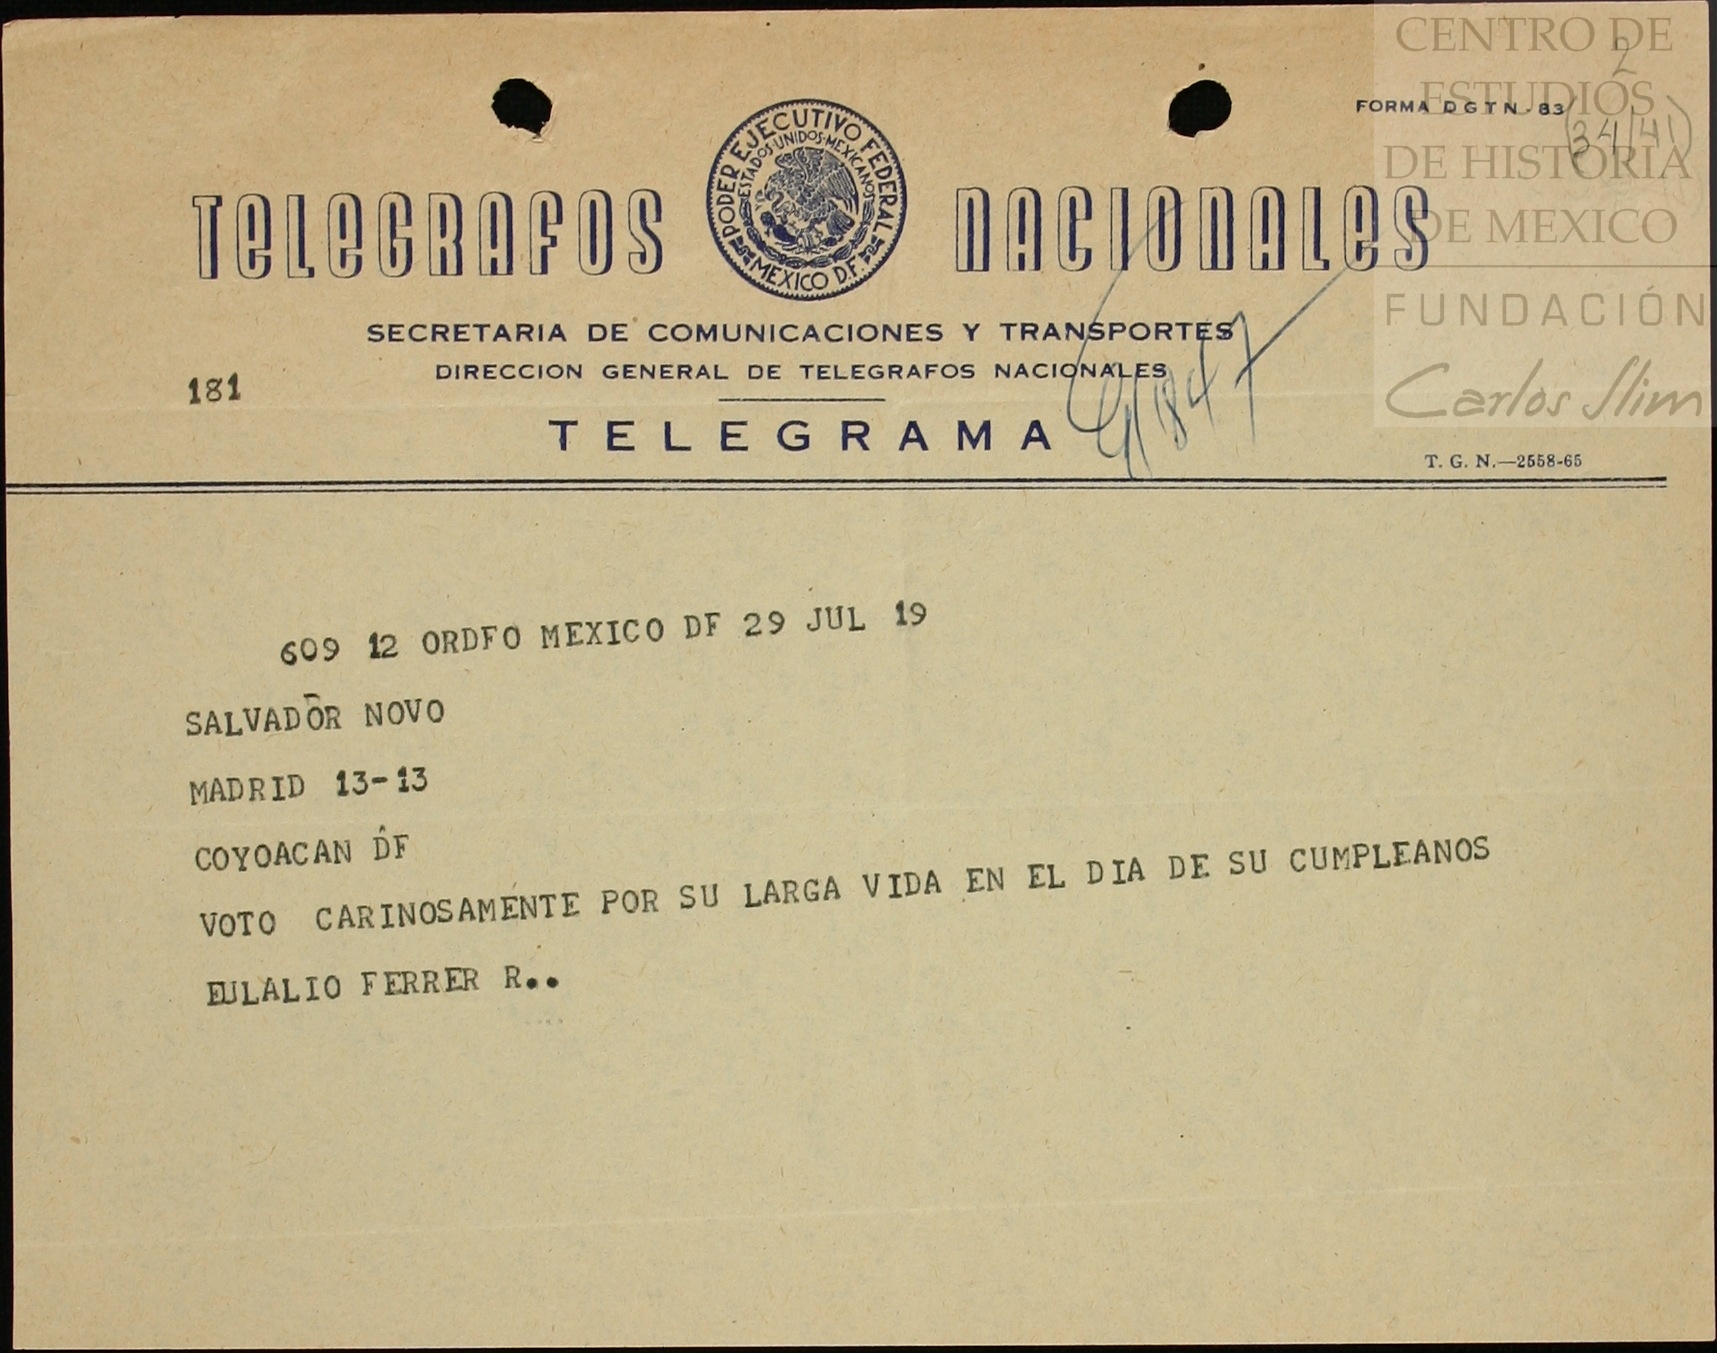 CENTRO DE
ESTUDIOS
DE HISTORIA
DE MEXICO
FUNDACIÓN
Carlos Slim
2
FORMA D G T N - 83
(34/41)
TELEGRAFOS NACIONALES
PODER EJECUTIVO FEDERAL
ESTADOS UNIDOS MEXICANOS
MEXICO D.F.
SECRETARIA DE COMUNICACIONES Y TRANSPORTES
DIRECCION GENERAL DE TELEGRAFOS NACIONALES
181
TELEGRAMA
T. G. N.—2558-65
609 12 ORDFO MEXICO DF 29 JUL 19
SALVADOR NOVO
MADRID 13-13
COYOACAN DF
VOTO CARINOSAMENTE POR SU LARGA VIDA EN EL DIA DE SU CUMPLEANOS
EULALIO FERRER R..